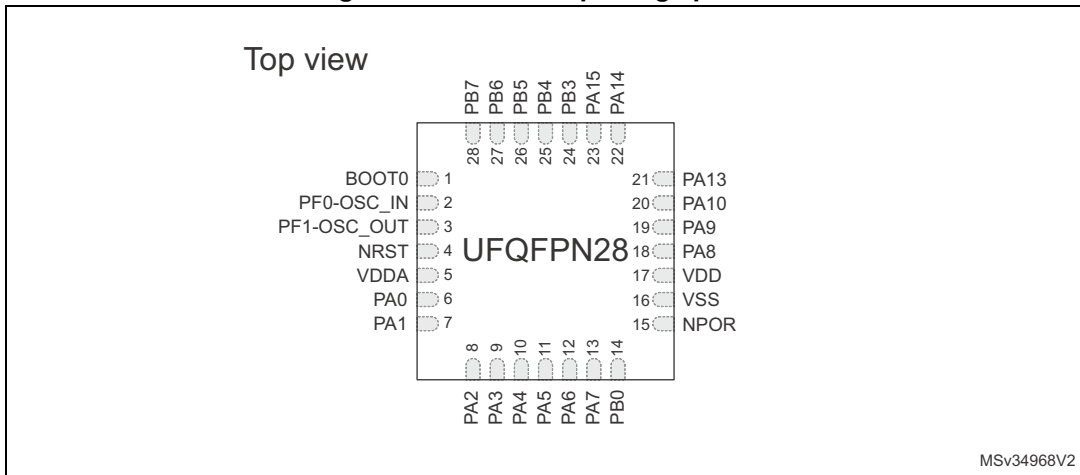 Top view
PB7
PB6
PB5
PB4
PB3
PA15
PA14
28
27
26
25
24
23
22
BOOT0 1
PF0-OSC_IN 2
PF1-OSC_OUT 3
NRST 4
VDDA 5
PA0 6
PA1 7
UFQFPN28
21 PA13
20 PA10
19 PA9
18 PA8
17 VDD
16 VSS
15 NPOR
8
9
10
11
12
13
14
PA2
PA3
PA4
PA5
PA6
PA7
PB0
MSv34968V2